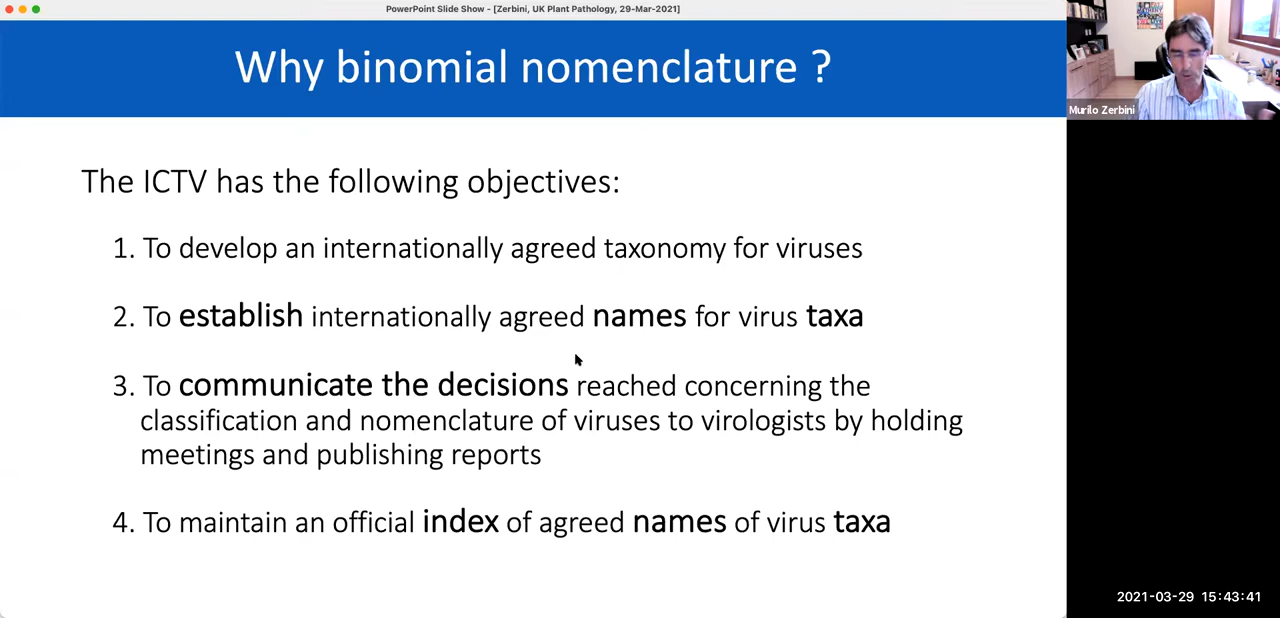 PowerPoint Slide Show - [Zerbini, UK Plant Pathology, 29-Mar-2021]
Why binomial nomenclature ?
Murilo Zerbini
The ICTV has the following objectives:
1. To develop an internationally agreed taxonomy for viruses
2. To establish internationally agreed names for virus taxa
3. To communicate the decisions reached concerning the
classification and nomenclature of viruses to virologists by holding
meetings and publishing reports
4. To maintain an official index of agreed names of virus taxa
2021-03-29 15:43:41